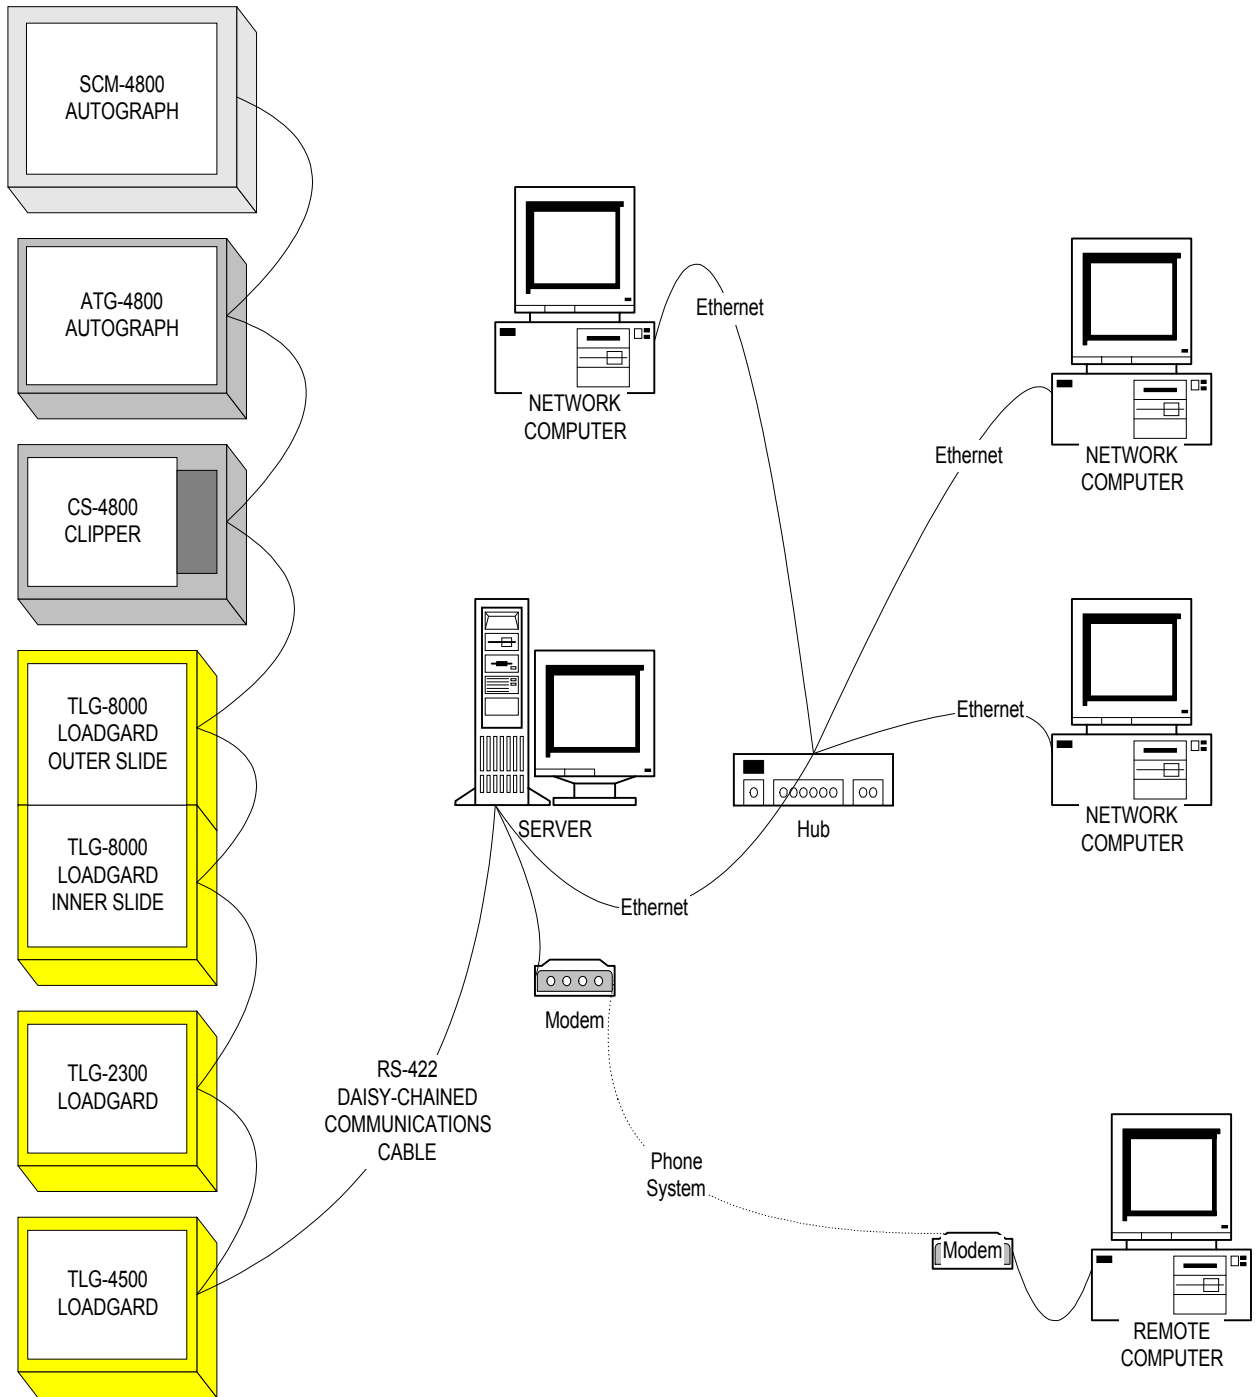 SCM-4800
AUTOGRAPH
ATG-4800
AUTOGRAPH
CS-4800
CLIPPER
TLG-8000
LOADGARD
OUTER SLIDE
TLG-8000
LOADGARD
INNER SLIDE
TLG-2300
LOADGARD
TLG-4500
LOADGARD
RS-422
DAISY-CHAINED
COMMUNICATIONS
CABLE
SERVER
Modem
Phone
System
Modem
REMOTE
COMPUTER
Ethernet
Hub
Ethernet
NETWORK
COMPUTER
Ethernet
NETWORK
COMPUTER
Ethernet
NETWORK
COMPUTER